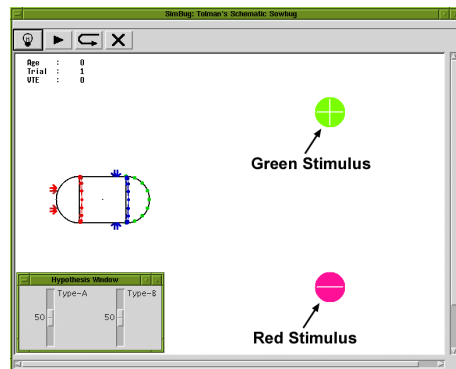 SimBug: Tolman's Schematic Sowbug
Age : 0
Trial : 1
VTE : 0
Green Stimulus
Hypothesis Window
Type-A Type-B
50 50
Red Stimulus